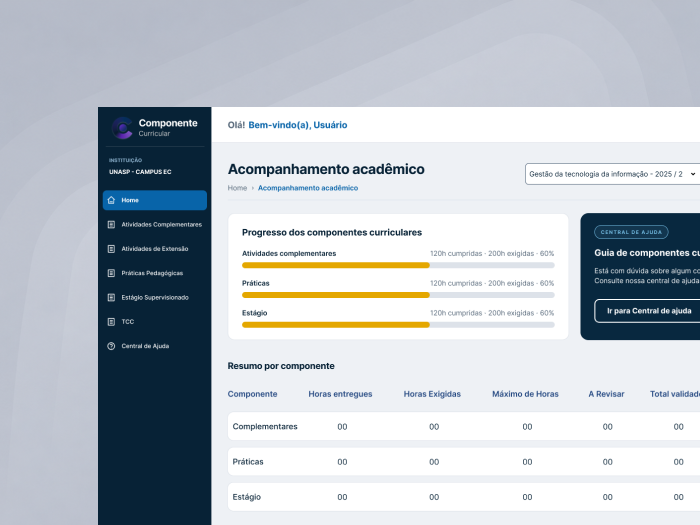 Componente
Curricular
INSTITUIÇÃO
UNASP - CAMPUS EC
Home
Atividades Complementares
Atividades de Extensão
Práticas Pedagógicas
Estágio Supervisionado
TCC
Central de Ajuda
Olá! Bem-vindo(a), Usuário
Acompanhamento acadêmico
Home › Acompanhamento acadêmico
Gestão da tecnologia da informação - 2025 / 2
Progresso dos componentes curriculares
Atividades complementares 120h cumpridas · 200h exigidas · 60%
Práticas 120h cumpridas · 200h exigidas · 60%
Estágio 120h cumpridas · 200h exigidas · 60%
CENTRAL DE AJUDA
Guia de componentes
Está com dúvida sobre algum
Consulte nossa central de ajuda
Ir para Central de ajuda
Resumo por componente
Componente Horas entregues Horas Exigidas Máximo de Horas A Revisar Total
Complementares 00 00 00 00 00
Práticas 00 00 00 00 00
Estágio 00 00 00 00 00